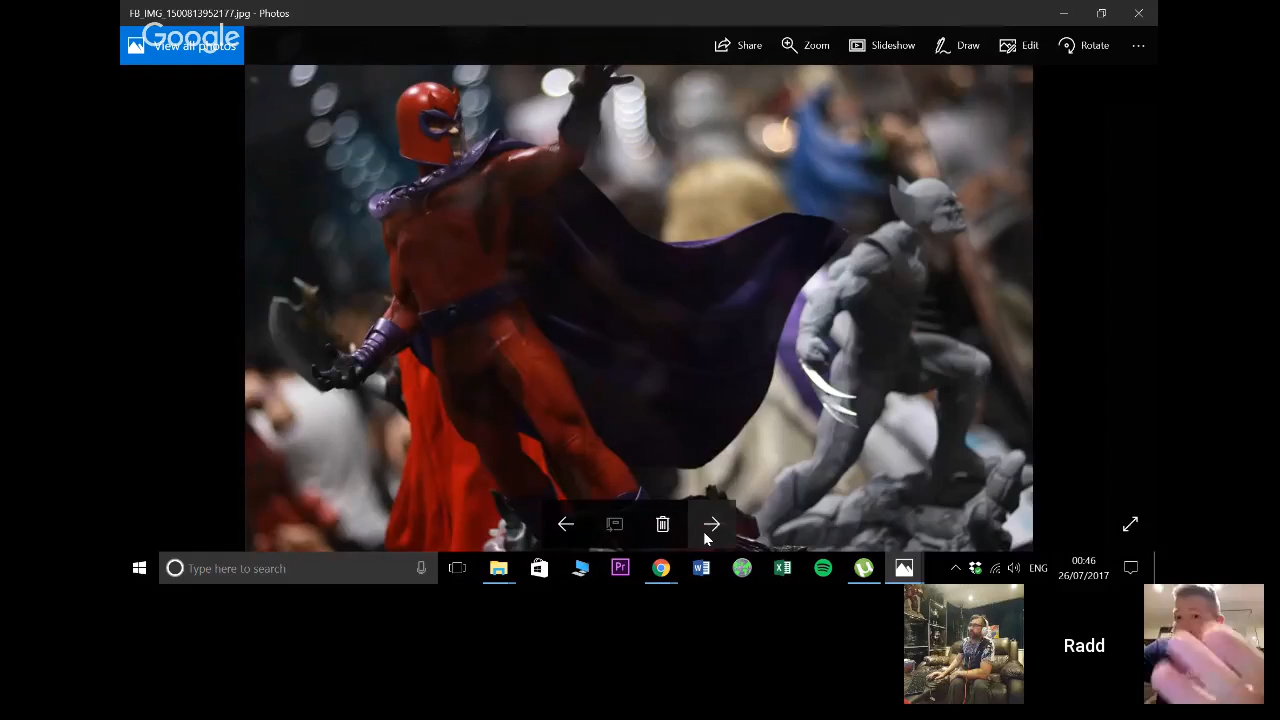 FB_IMG_1500813952177.jpg - Photos
Google
View all photos
Share
Zoom
Slideshow
Draw
Edit
Rotate
Type here to search
Pr
ENG
00:46
26/07/2017
Radd